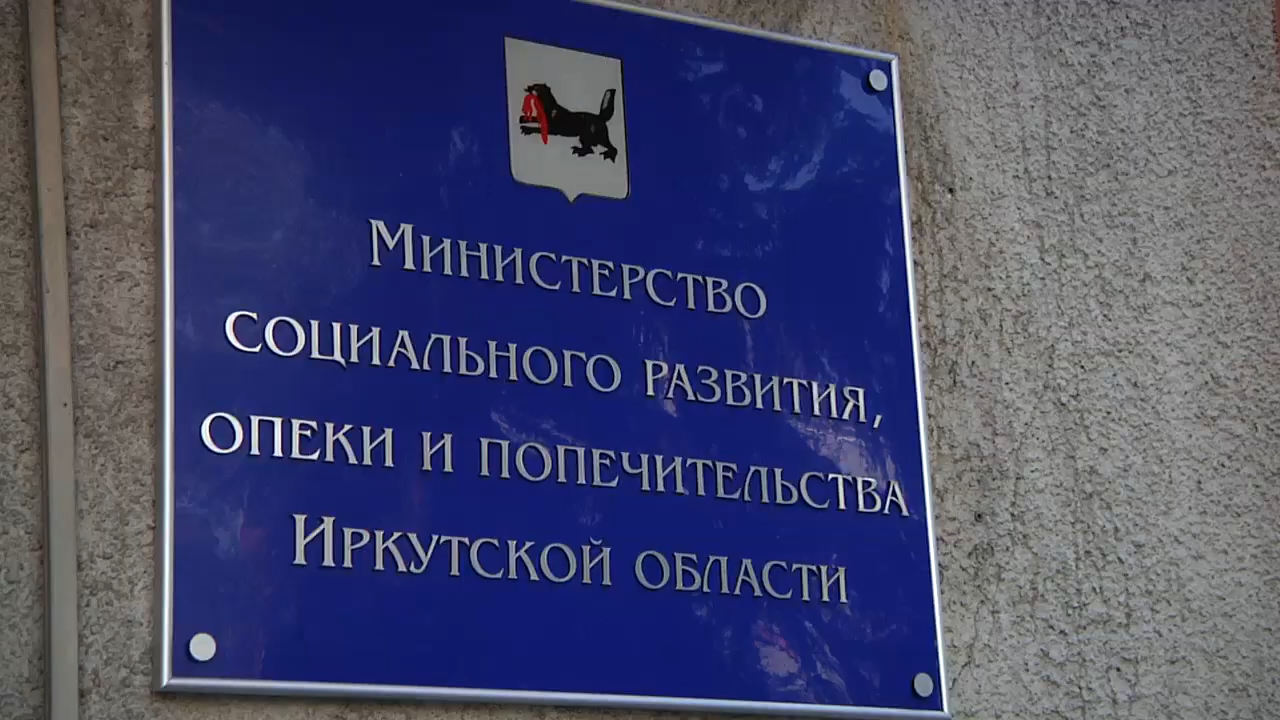 Министерство
социального развития,
опеки и попечительства
Иркутской области